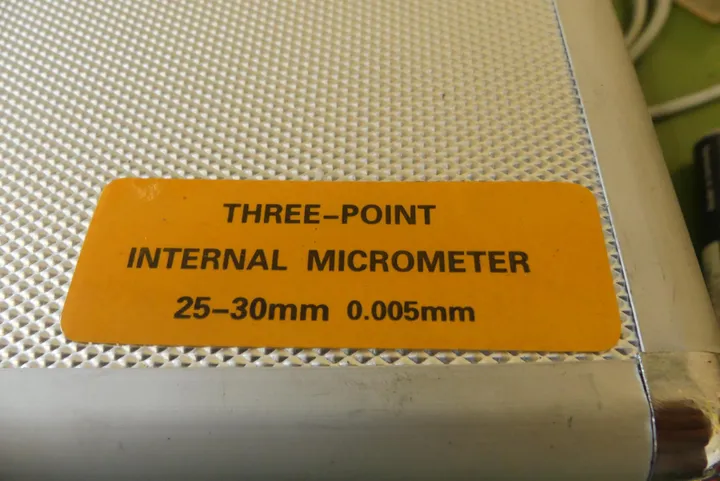 THREE-POINT
INTERNAL MICROMETER
25-30mm 0.005mm